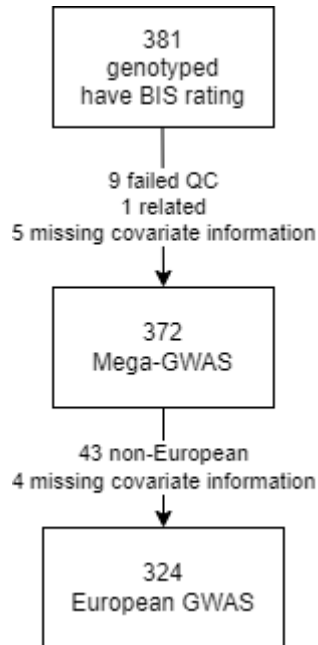 381
genotyped
have BIS rating
9 failed QC
1 related
5 missing covariate information
372
Mega-GWAS
43 non-European
4 missing covariate information
324
European GWAS